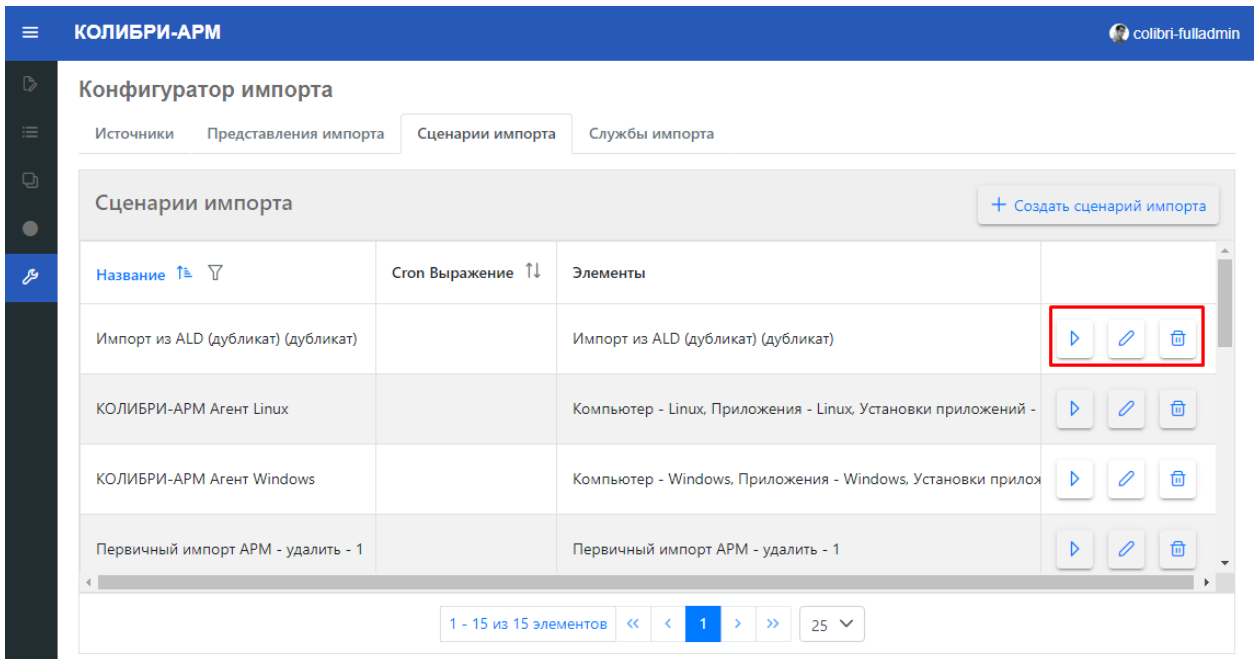 КОЛИБРИ-АРМ
colibri-fulladmin
Конфигуратор импорта
Источники Представления импорта Сценарии импорта Службы импорта
Сценарии импорта
+ Создать сценарий импорта
Название Cron Выражение Элементы
Импорт из ALD (дубликат) (дубликат) Импорт из ALD (дубликат) (дубликат)
КОЛИБРИ-АРМ Агент Linux Компьютер - Linux, Приложения - Linux, Установки приложений -
КОЛИБРИ-АРМ Агент Windows Компьютер - Windows, Приложения - Windows, Установки прилож
Первичный импорт АРМ - удалить - 1 Первичный импорт АРМ - удалить - 1
1 - 15 из 15 элементов « ‹ 1 › » 25